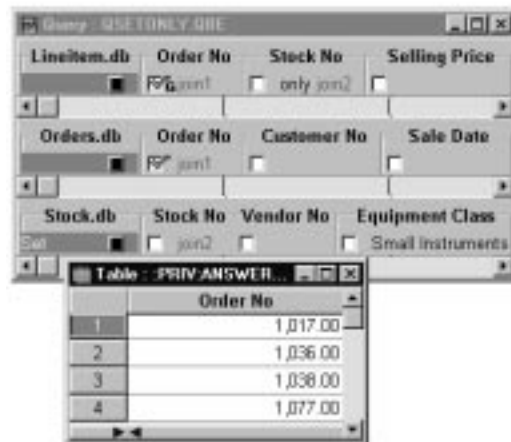 Query : QSETONLY.QBE
Lineitem.db Order No Stock No Selling Price
G join1 only join2
Orders.db Order No Customer No Sale Date
join1
Stock.db Stock No Vendor No Equipment Class
Set join2 Small Instruments
Table : :PRIV:ANSWER...
Order No
1 1,017.00
2 1,036.00
3 1,038.00
4 1,077.00